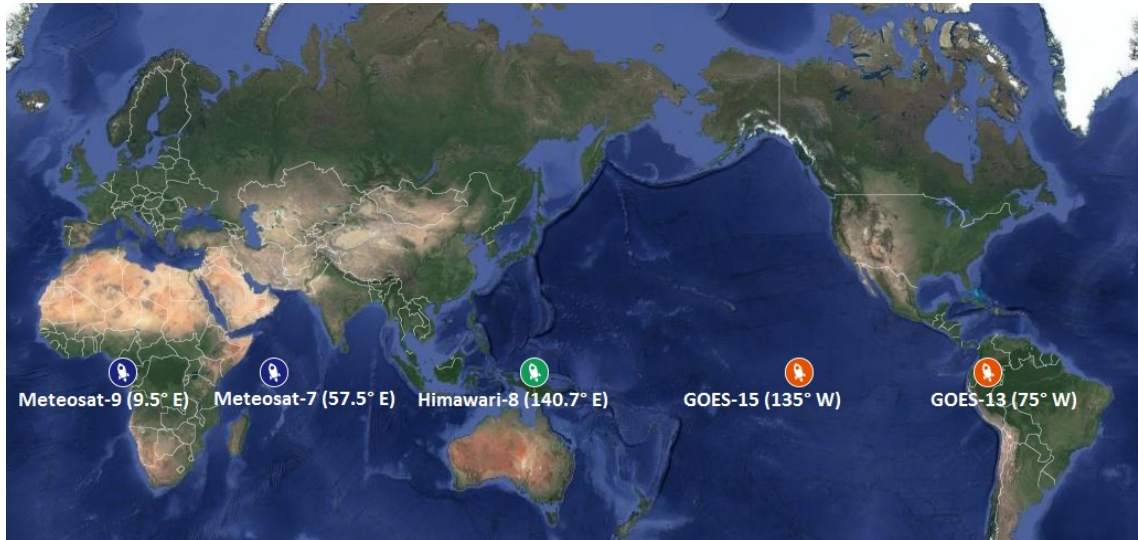 Meteosat-9 (9.5° E)
Meteosat-7 (57.5° E)
Himawari-8 (140.7° E)
GOES-15 (135° W)
GOES-13 (75° W)